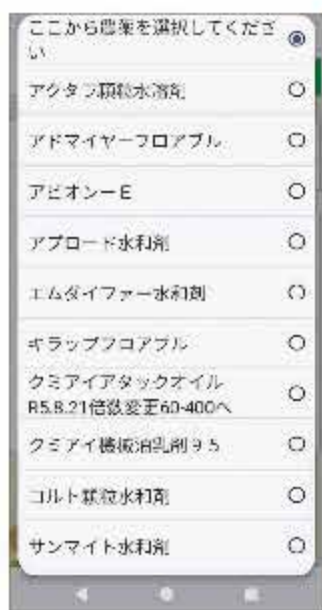 ここから農薬を選択してくださ
い
アクタラ顆粒水溶剤
アドマイヤーフロアブル
アビオンーE
アプロード水和剤
エムダイファー水和剤
キラップフロアブル
クミアイアタックオイル
R5.8.21倍数変更60-400へ
クミアイ機械油乳剤95
コルト顆粒水和剤
サンマイト水和剤